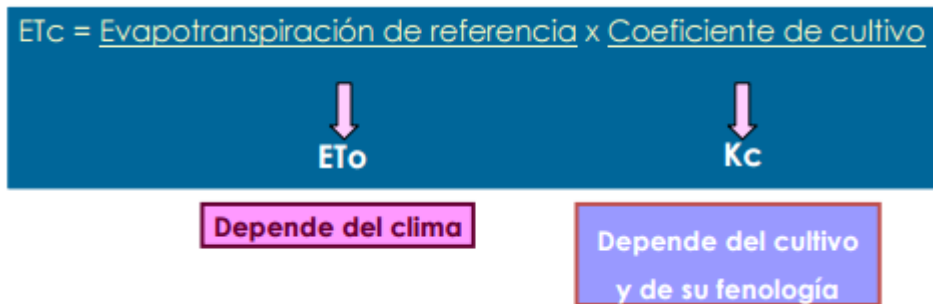 ETc = Evapotranspiración de referencia x Coeficiente de cultivo
ETo
Kc
Depende del clima
Depende del cultivo
y de su fenología